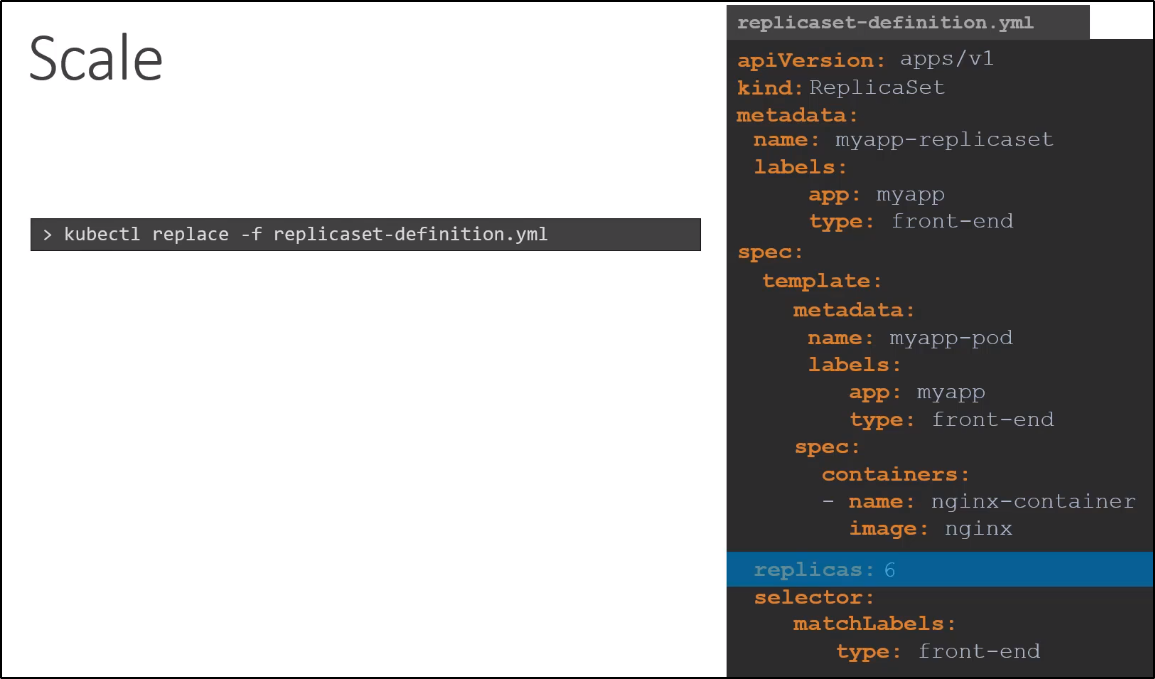 Scale
> kubectl replace -f replicaset-definition.yml
replicaset-definition.yml
apiVersion: apps/v1
kind: ReplicaSet
metadata:
name: myapp-replicaset
labels:
app: myapp
type: front-end
spec:
template:
metadata:
name: myapp-pod
labels:
app: myapp
type: front-end
spec:
containers:
- name: nginx-container
image: nginx
replicas: 6
selector:
matchLabels:
type: front-end